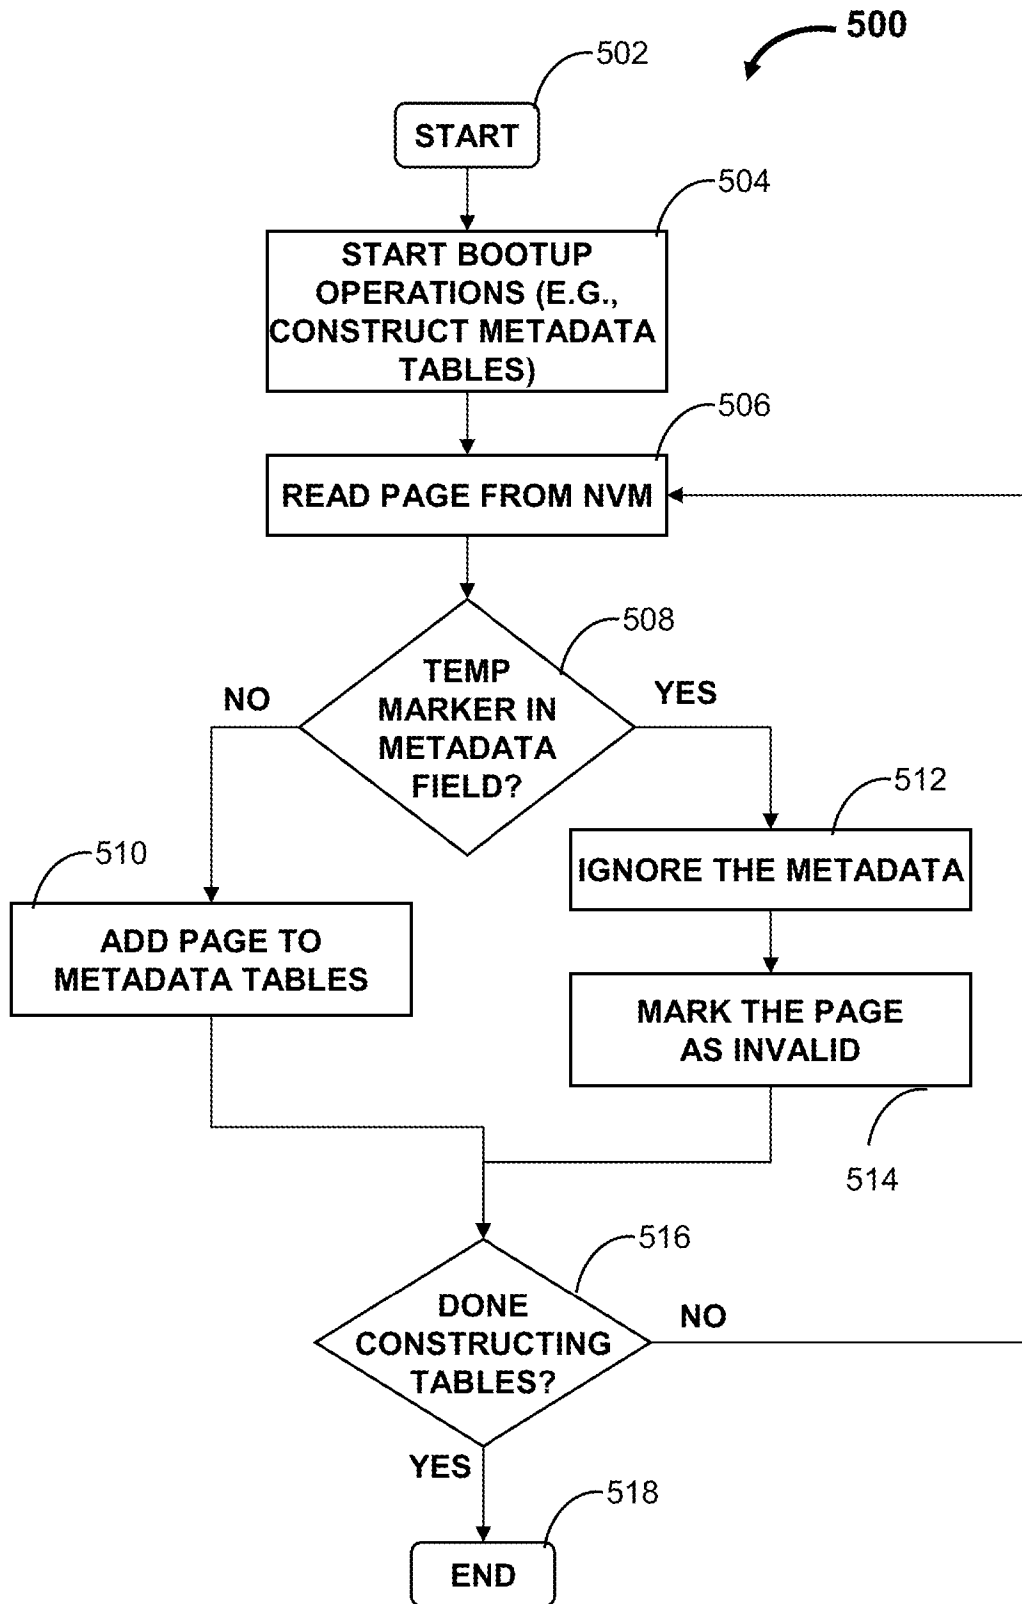 500
502
START
504
START BOOTUP
OPERATIONS (E.G.,
CONSTRUCT METADATA
TABLES)
506
READ PAGE FROM NVM
508
TEMP
MARKER IN
METADATA
FIELD?
NO
YES
512
IGNORE THE METADATA
510
ADD PAGE TO
METADATA TABLES
MARK THE PAGE
AS INVALID
514
516
DONE
CONSTRUCTING
TABLES?
NO
YES
518
END